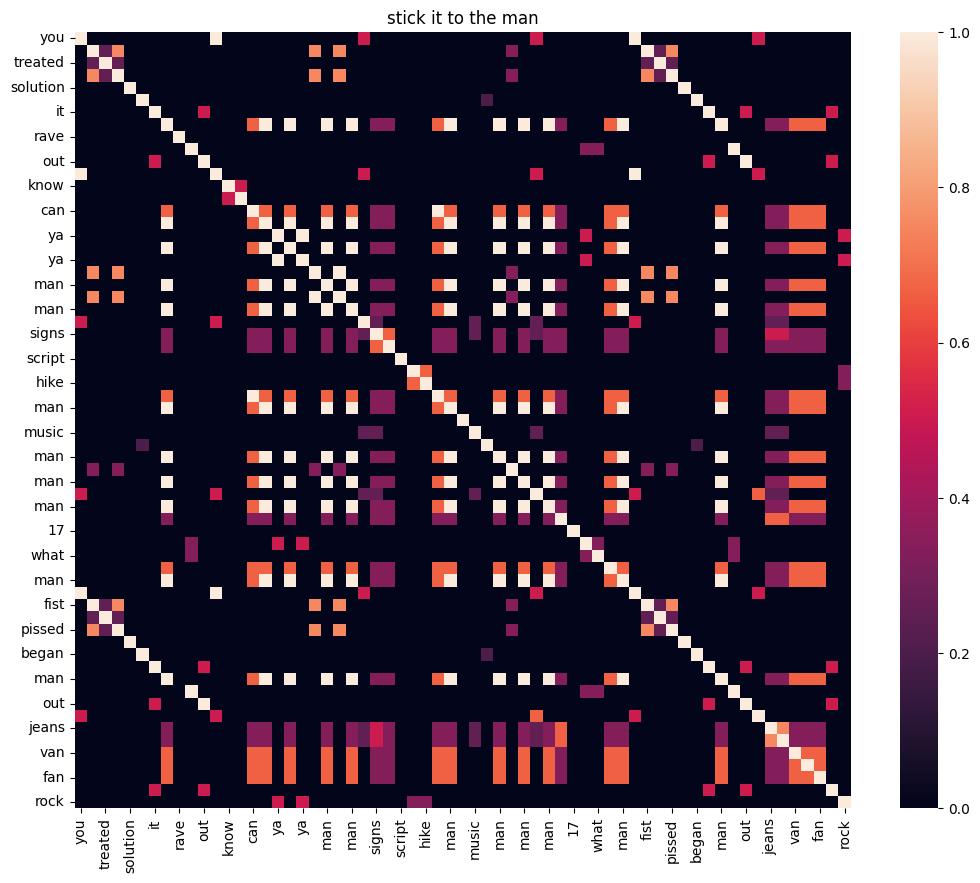 stick it to the man
you
treated
solution
it
rave
out
know
can
ya
ya
man
man
signs
script
hike
man
music
man
man
man
17
what
man
fist
pissed
began
man
out
jeans
van
fan
rock
1.0
0.8
0.6
0.4
0.2
0.0
you
treated
solution
it
rave
out
know
can
ya
ya
man
man
signs
script
hike
man
music
man
man
man
17
what
man
fist
pissed
began
man
out
jeans
van
fan
rock